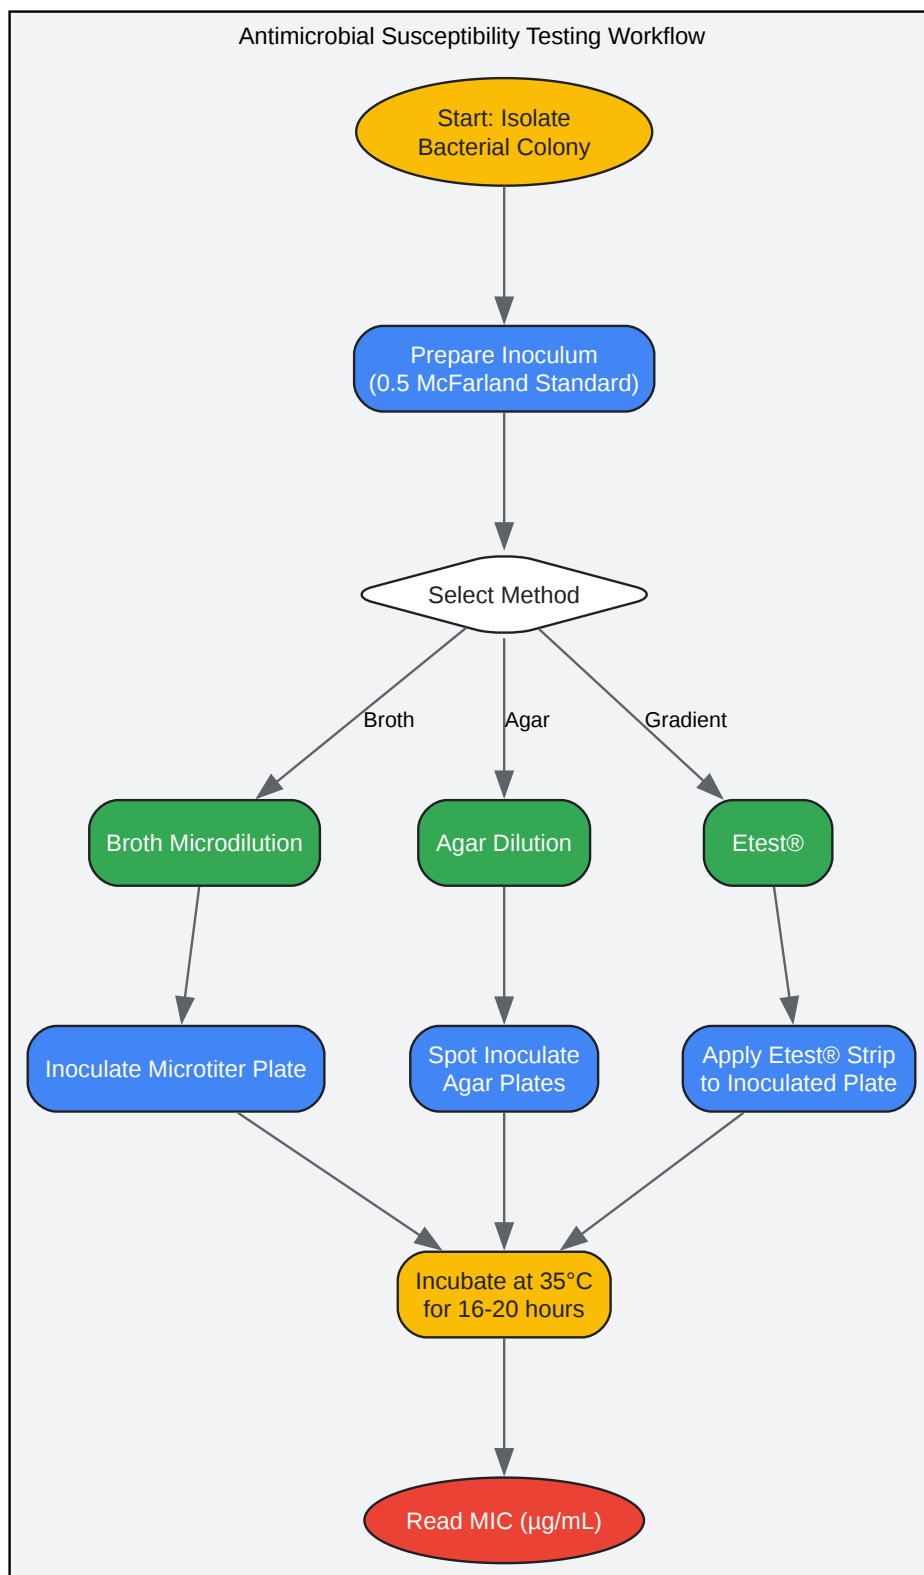 Antimicrobial Susceptibility Testing Workflow
Start: Isolate
Bacterial Colony
Prepare Inoculum
(0.5 McFarland Standard)
Select Method
Broth
Agar
Gradient
Broth Microdilution
Agar Dilution
Etest®
Inoculate Microtiter Plate
Spot Inoculate
Agar Plates
Apply Etest® Strip
to Inoculated Plate
Incubate at 35°C
for 16-20 hours
Read MIC (µg/mL)